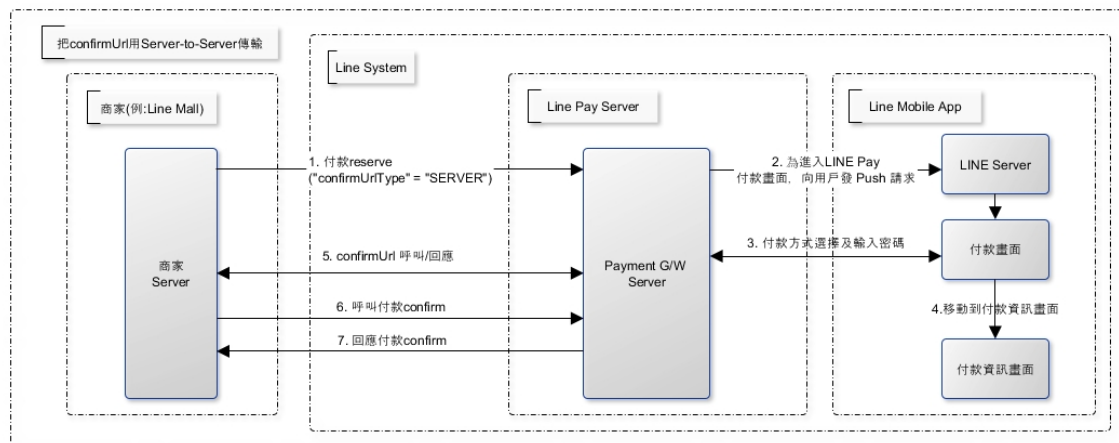 把confirmUrl用Server-to-Server傳輸
Line System
商家(例:Line Mall)
Line Pay Server
Line Mobile App
1. 付款reserve
("confirmUrlType" = "SERVER")
2. 為進入LINE Pay
付款畫面，向用戶發 Push 請求
LINE Server
3. 付款方式選擇及輸入密碼
付款畫面
商家
Server
5. confirmUrl 呼叫/回應
Payment G/W
Server
6. 呼叫付款confirm
4.移動到付款資訊畫面
7. 回應付款confirm
付款資訊畫面